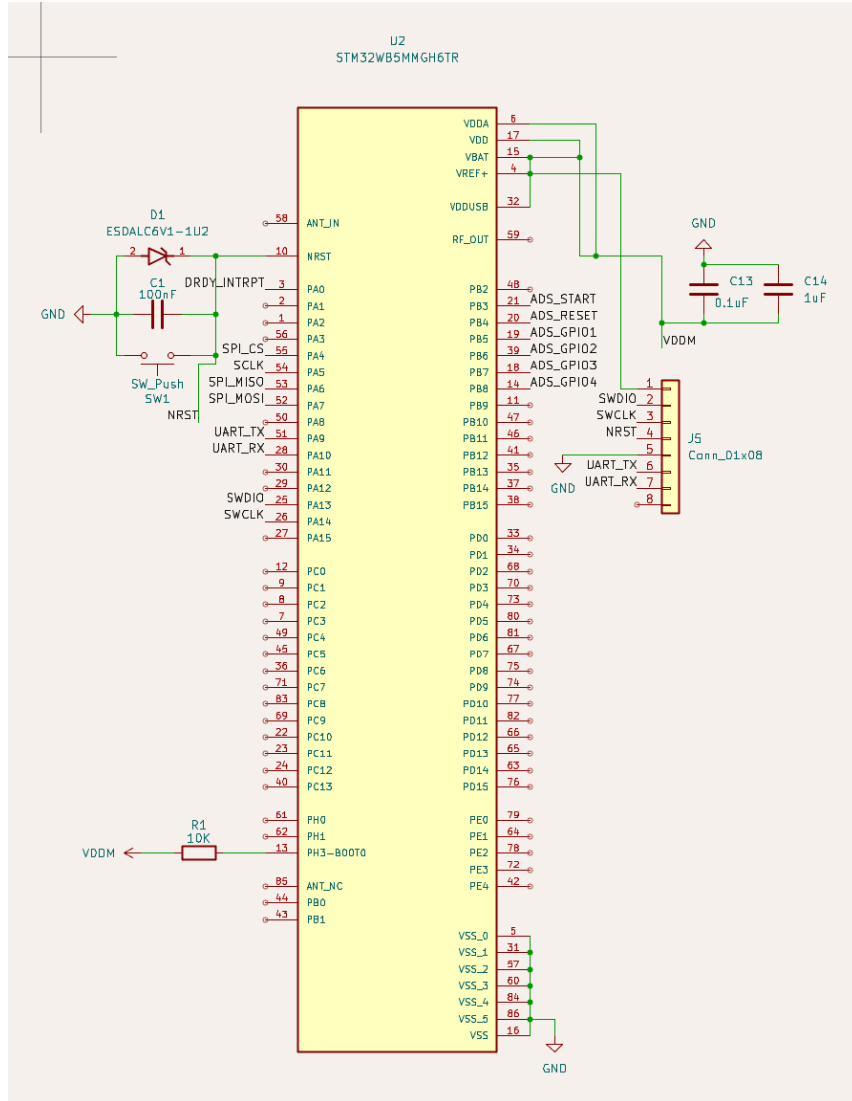 U2
STM32WB5MMGH6TR
VDDA 6
VDD 17
VBAT 15
VREF+ 4
VDDUSB 32
RF_OUT 59
58 ANT_IN
D1
ESDALC6V1-1U2
2 1
10 NRST
C1
100nF
GND
SW_Push
SW1
NRST
DRDY_INTRPT 3 PA0
2 PA1
1 PA2
56 PA3
SPI_CS 55 PA4
SCLK 54 PA5
SPI_MISO 53 PA6
SPI_MOSI 52 PA7
50 PA8
UART_TX 51 PA9
UART_RX 28 PA10
30 PA11
29 PA12
SWDIO 25 PA13
SWCLK 26 PA14
27 PA15
PB2 48
PB3 21 ADS_START
PB4 20 ADS_RESET
PB5 19 ADS_GPIO1
PB6 39 ADS_GPIO2
PB7 18 ADS_GPIO3
PB8 14 ADS_GPIO4
PB9 11
PB10 47
PB11 46
PB12 41
PB13 35
PB14 37
PB15 38
GND
C13
0.1uF
C14
1uF
VDDM
1
SWDIO 2
SWCLK 3
NRST 4
5
GND
UART_TX 6
UART_RX 7
8
J5
Conn_01x08
12 PC0
9 PC1
8 PC2
7 PC3
49 PC4
45 PC5
36 PC6
71 PC7
83 PC8
69 PC9
22 PC10
23 PC11
24 PC12
40 PC13
PD0 33
PD1 34
PD2 68
PD3 70
PD4 73
PD5 80
PD6 81
PD7 67
PD8 75
PD9 74
PD10 77
PD11 82
PD12 66
PD13 65
PD14 63
PD15 76
61 PH0
62 PH1
R1
10K
VDDM
13 PH3-BOOT0
85 ANT_NC
44 PB0
43 PB1
PE0 79
PE1 64
PE2 78
PE3 72
PE4 42
VSS_0 5
VSS_1 31
VSS_2 57
VSS_3 60
VSS_4 84
VSS_5 86
VSS 16
GND